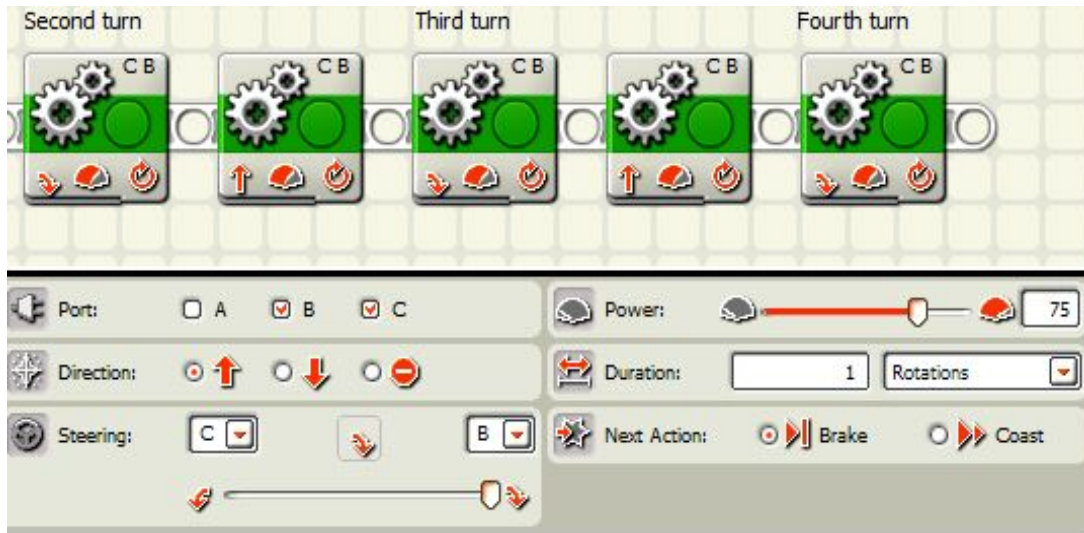 Second turn Third turn Fourth turn
C B C B C B C B C B
Port: A B C Power: 75
Direction: Duration: 1 Rotations
Steering: C B Next Action: Brake Coast